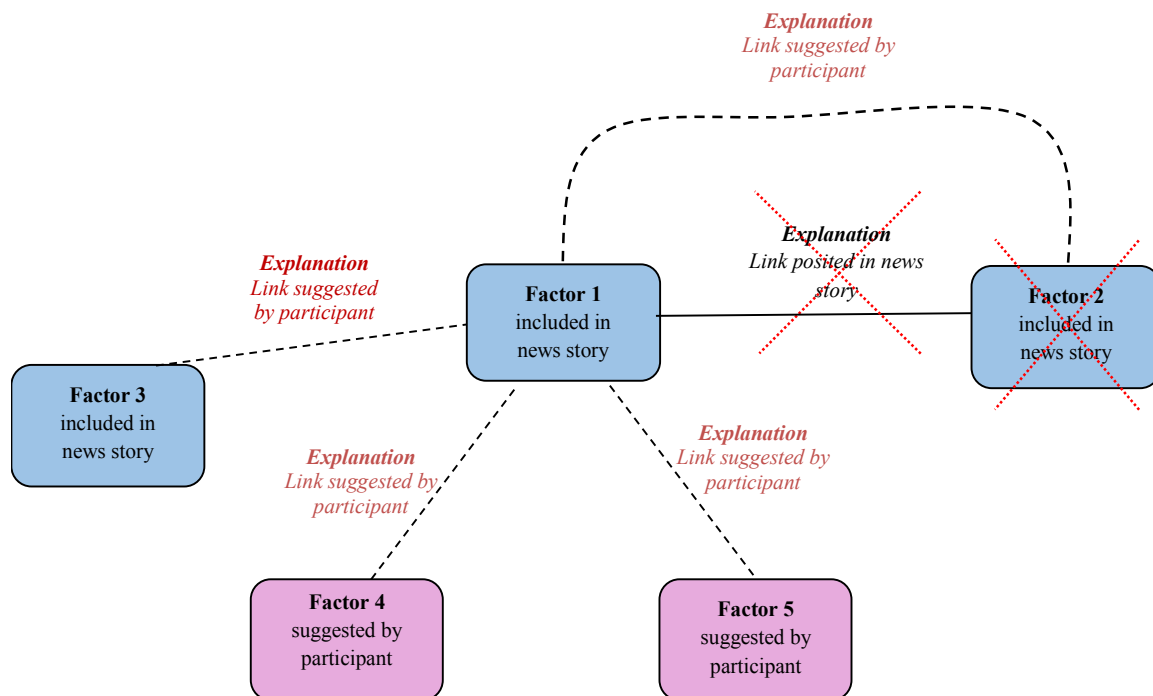 Explanation
Link suggested by
participant
Explanation
Link posited in news
story
Explanation
Link suggested
by participant
Factor 1
included in
news story
Factor 2
included in
news story
Factor 3
included in
news story
Explanation
Link suggested by
participant
Explanation
Link suggested by
participant
Factor 4
suggested by
participant
Factor 5
suggested by
participant